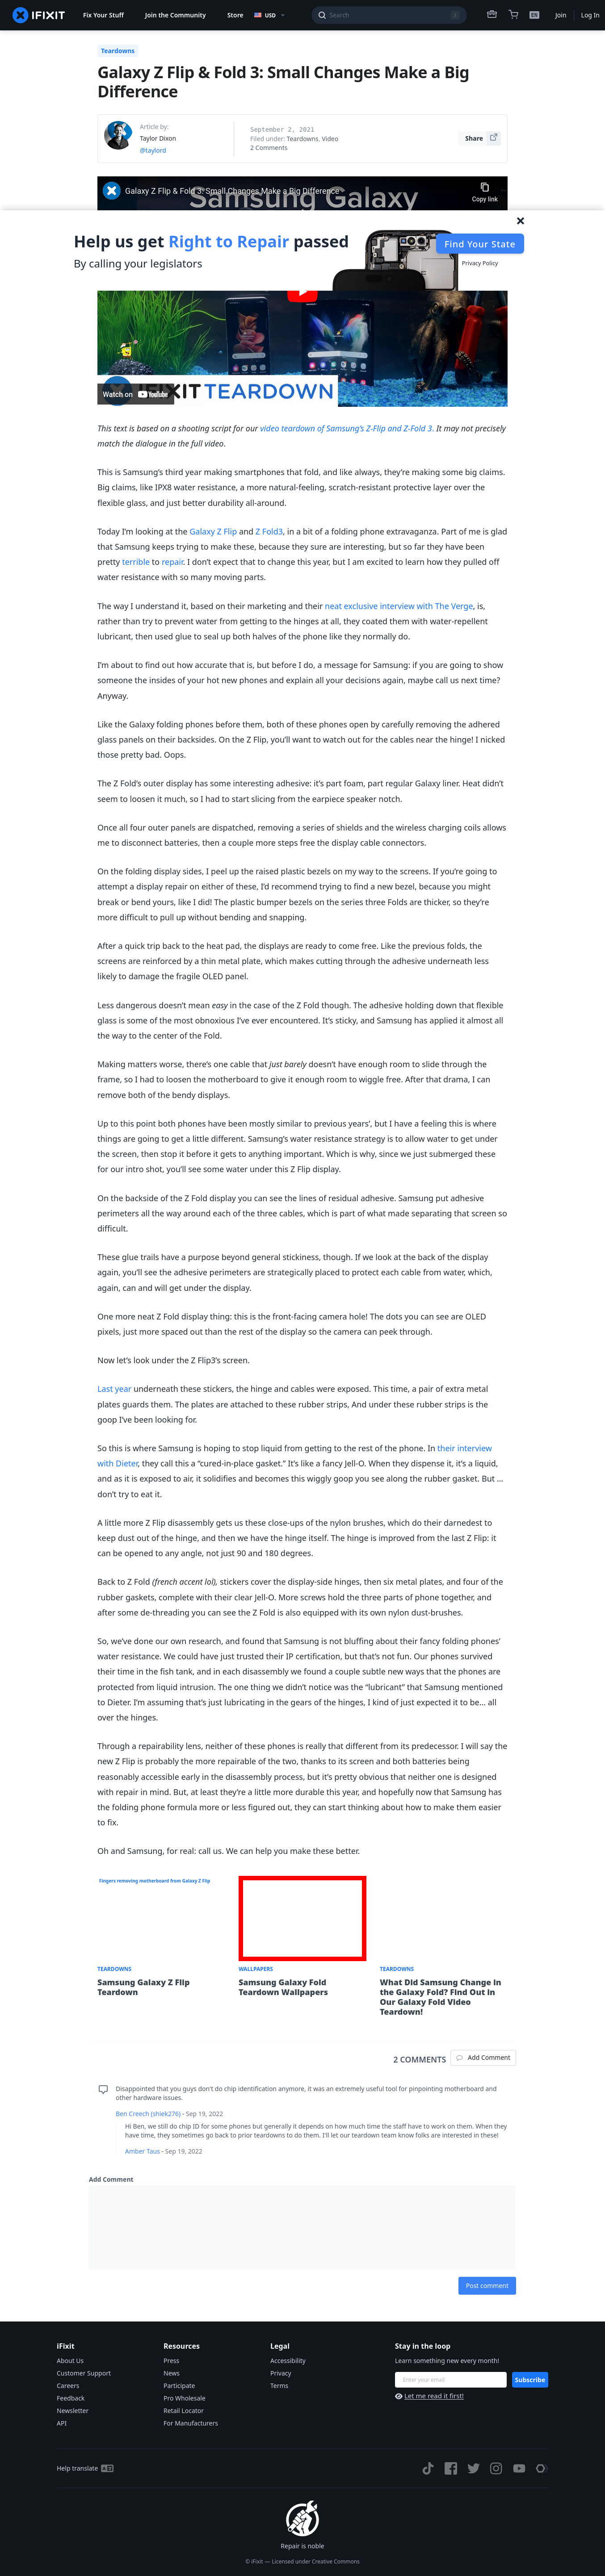 IFIXIT
Fix Your Stuff
Join the Community
Store
USD
Search
/
EN
Join
Log In
Teardowns
Galaxy Z Flip & Fold 3: Small Changes Make a Big
Difference
Article by:
Taylor Dixon
@taylord
September 2, 2021
Filed under: Teardowns, Video
2 Comments
Share
Galaxy Z Flip & Fold 3: Small Changes Make a Big Difference
Samsung Galaxy
Copy link
Help us get Right to Repair passed
By calling your legislators
Find Your State
Privacy Policy
IFIXIT TEARDOWN
Watch on YouTube
This text is based on a shooting script for our video teardown of Samsung's Z-Flip and Z-Fold 3. It may not precisely
match the dialogue in the full video.
This is Samsung's third year making smartphones that fold, and like always, they're making some big claims.
Big claims, like IPX8 water resistance, a more natural-feeling, scratch-resistant protective layer over the
flexible glass, and just better durability all-around.
Today I'm looking at the Galaxy Z Flip and Z Fold3, in a bit of a folding phone extravaganza. Part of me is glad
that Samsung keeps trying to make these, because they sure are interesting, but so far they have been
pretty terrible to repair. I don't expect that to change this year, but I am excited to learn how they pulled off
water resistance with so many moving parts.
The way I understand it, based on their marketing and their neat exclusive interview with The Verge, is,
rather than try to prevent water from getting to the hinges at all, they coated them with water-repellent
lubricant, then used glue to seal up both halves of the phone like they normally do.
I'm about to find out how accurate that is, but before I do, a message for Samsung: if you are going to show
someone the insides of your hot new phones and explain all your decisions again, maybe call us next time?
Anyway.
Like the Galaxy folding phones before them, both of these phones open by carefully removing the adhered
glass panels on their backsides. On the Z Flip, you'll want to watch out for the cables near the hinge! I nicked
those pretty bad. Oops.
The Z Fold's outer display has some interesting adhesive: it's part foam, part regular Galaxy liner. Heat didn't
seem to loosen it much, so I had to start slicing from the earpiece speaker notch.
Once all four outer panels are dispatched, removing a series of shields and the wireless charging coils allows
me to disconnect batteries, then a couple more steps free the display cable connectors.
On the folding display sides, I peel up the raised plastic bezels on my way to the screens. If you're going to
attempt a display repair on either of these, I'd recommend trying to find a new bezel, because you might
break or bend yours, like I did! The plastic bumper bezels on the series three Folds are thicker, so they're
more difficult to pull up without bending and snapping.
After a quick trip back to the heat pad, the displays are ready to come free. Like the previous folds, the
screens are reinforced by a thin metal plate, which makes cutting through the adhesive underneath less
likely to damage the fragile OLED panel.
Less dangerous doesn't mean easy in the case of the Z Fold though. The adhesive holding down that flexible
glass is some of the most obnoxious I've ever encountered. It's sticky, and Samsung has applied it almost all
the way to the center of the Fold.
Making matters worse, there's one cable that just barely doesn't have enough room to slide through the
frame, so I had to loosen the motherboard to give it enough room to wiggle free. After that drama, I can
remove both of the bendy displays.
Up to this point both phones have been mostly similar to previous years', but I have a feeling this is where
things are going to get a little different. Samsung's water resistance strategy is to allow water to get under
the screen, then stop it before it gets to anything important. Which is why, since we just submerged these
for our intro shot, you'll see some water under this Z Flip display.
On the backside of the Z Fold display you can see the lines of residual adhesive. Samsung put adhesive
perimeters all the way around each of the three cables, which is part of what made separating that screen so
difficult.
These glue trails have a purpose beyond general stickiness, though. If we look at the back of the display
again, you'll see the adhesive perimeters are strategically placed to protect each cable from water, which,
again, can and will get under the display.
One more neat Z Fold display thing: this is the front-facing camera hole! The dots you can see are OLED
pixels, just more spaced out than the rest of the display so the camera can peek through.
Now let's look under the Z Flip3's screen.
Last year underneath these stickers, the hinge and cables were exposed. This time, a pair of extra metal
plates guards them. The plates are attached to these rubber strips, And under these rubber strips is the
goop I've been looking for.
So this is where Samsung is hoping to stop liquid from getting to the rest of the phone. In their interview
with Dieter, they call this a “cured-in-place gasket.” It's like a fancy Jell-O. When they dispense it, it's a liquid,
and as it is exposed to air, it solidifies and becomes this wiggly goop you see along the rubber gasket. But …
don't try to eat it.
A little more Z Flip disassembly gets us these close-ups of the nylon brushes, which do their darnedest to
keep dust out of the hinge, and then we have the hinge itself. The hinge is improved from the last Z Flip: it
can be opened to any angle, not just 90 and 180 degrees.
Back to Z Fold (french accent lol), stickers cover the display-side hinges, then six metal plates, and four of the
rubber gaskets, complete with their clear Jell-O. More screws hold the three parts of phone together, and
after some de-threading you can see the Z Fold is also equipped with its own nylon dust-brushes.
So, we've done our own research, and found that Samsung is not bluffing about their fancy folding phones'
water resistance. We could have just trusted their IP certification, but that's not fun. Our phones survived
their time in the fish tank, and in each disassembly we found a couple subtle new ways that the phones are
protected from liquid intrusion. The one thing we didn't notice was the “lubricant” that Samsung mentioned
to Dieter. I'm assuming that's just lubricating in the gears of the hinges, I kind of just expected it to be… all
over the hinges.
Through a repairability lens, neither of these phones is really that different from its predecessor. I will say the
new Z Flip is probably the more repairable of the two, thanks to its screen and both batteries being
reasonably accessible early in the disassembly process, but it's pretty obvious that neither one is designed
with repair in mind. But, at least they're a little more durable this year, and hopefully now that Samsung has
the folding phone formula more or less figured out, they can start thinking about how to make them easier
to fix.
Oh and Samsung, for real: call us. We can help you make these better.
Fingers removing motherboard from Galaxy Z Flip
TEARDOWNS
Samsung Galaxy Z Flip
Teardown
WALLPAPERS
Samsung Galaxy Fold
Teardown Wallpapers
TEARDOWNS
What Did Samsung Change in
the Galaxy Fold? Find Out in
Our Galaxy Fold Video
Teardown!
2 COMMENTS
Add Comment
Disappointed that you guys don't do chip identification anymore, it was an extremely useful tool for pinpointing motherboard and
other hardware issues.
Ben Creech (shiek276) - Sep 19, 2022
Hi Ben, we still do chip ID for some phones but generally it depends on how much time the staff have to work on them. When they
have time, they sometimes go back to prior teardowns to do them. I'll let our teardown team know folks are interested in these!
Amber Taus - Sep 19, 2022
Add Comment
Post comment
iFixit
About Us
Customer Support
Careers
Feedback
Newsletter
API
Resources
Press
News
Participate
Pro Wholesale
Retail Locator
For Manufacturers
Legal
Accessibility
Privacy
Terms
Stay in the loop
Learn something new every month!
Enter your email
Subscribe
Let me read it first!
Help translate
Repair is noble
© iFixit — Licensed under Creative Commons